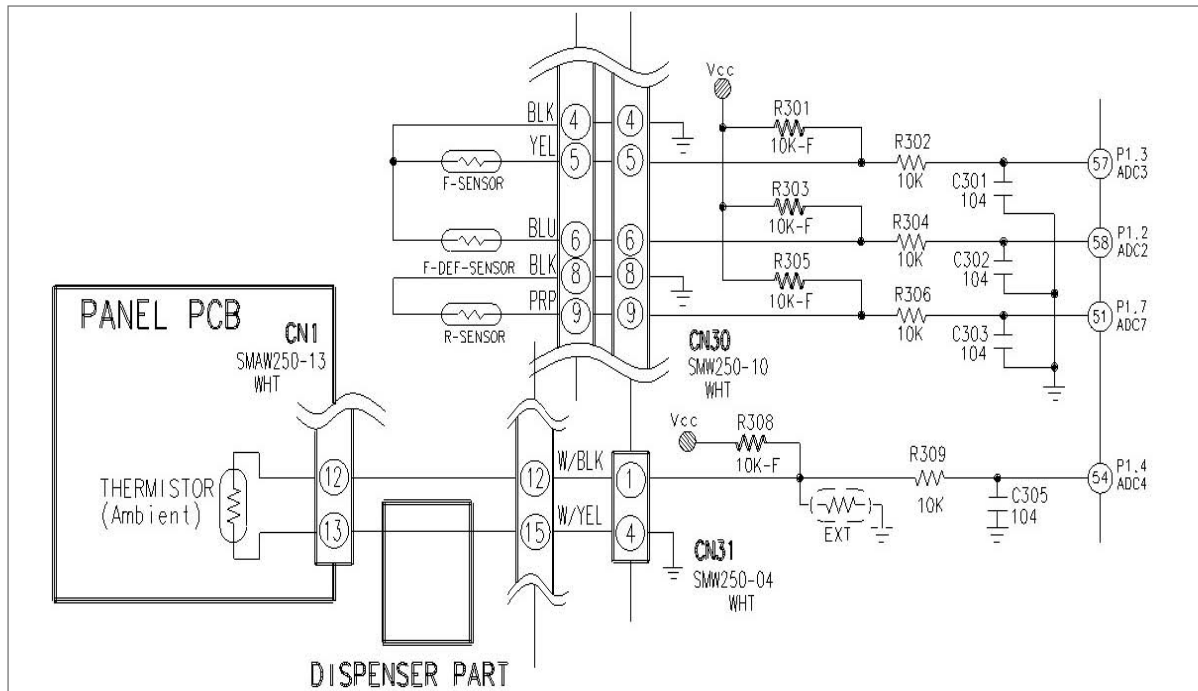 Vcc
R301
10K-F
BLK
4
4
YEL
5
5
F-SENSOR
R302
10K
57
P1.3
ADC3
C301
104
R303
10K-F
BLU
6
6
F-DEF-SENSOR
R304
10K
58
P1.2
ADC2
C302
104
BLK
8
8
R305
10K-F
PRP
9
9
R-SENSOR
R306
10K
51
P1.7
ADC7
C303
104
PANEL PCB
CN1
SMAW250-13
WHT
CN30
SMW250-10
WHT
Vcc
R308
10K-F
R309
10K
54
P1.4
ADC4
C305
104
EXT
THERMISTOR
(Ambient)
12
12
W/BLK
1
13
15
W/YEL
4
CN31
SMW250-04
WHT
DISPENSER PART